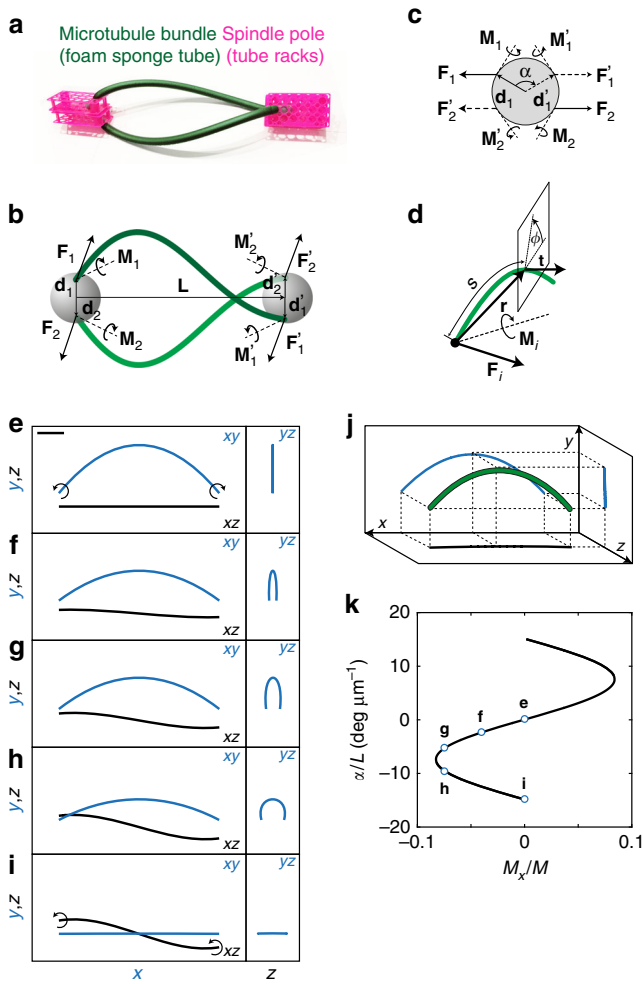 a
Microtubule bundle Spindle pole
(foam sponge tube) (tube racks)
b
F₁
M₁
d₁
d₂
F₂
M₂
L
M′₂
F′₂
d₂
d′₁
M′₁
F′₁
c
M₁ M′₁
F₁ α F′₁
d₁ d′₁
F′₂ F₂
M′₂ M₂
d
ϕ
s
t
r
Mᵢ
Fᵢ
e
y,z
xy
xz
yz
f
xy
xz
yz
g
y,z
xy
xz
yz
h
xy
xz
yz
i
y,z
xy
xz
yz
x
z
j
y
x
z
k
α/L (deg μm⁻¹)
20
10
0
−10
−20
e
f
g
h
i
−0.1 0 0.1
Mₓ/M